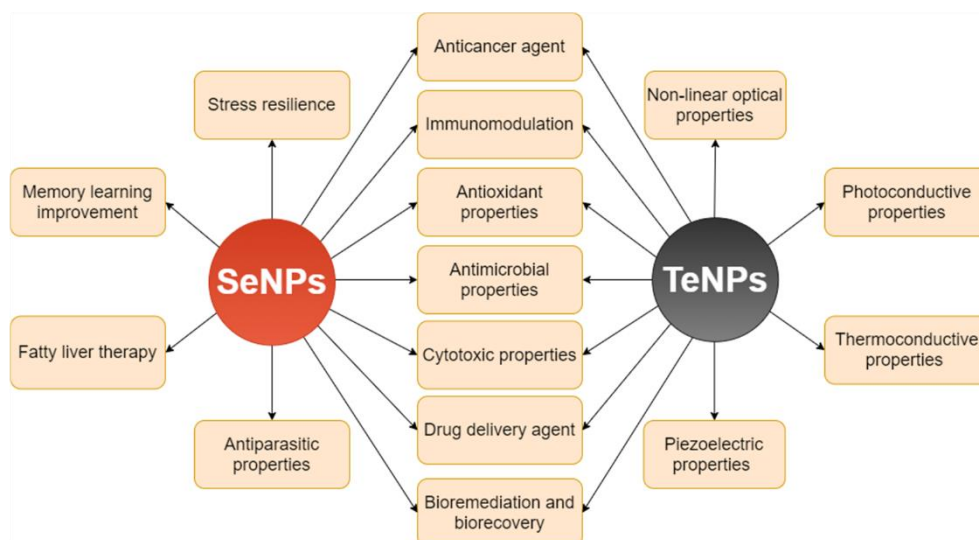 Anticancer agent
Stress resilience
Non-linear optical
properties
Immunomodulation
Memory learning
improvement
Antioxidant
properties
Photoconductive
properties
SeNPs
Antimicrobial
properties
TeNPs
Fatty liver therapy
Cytotoxic properties
Thermoconductive
properties
Antiparasitic
properties
Drug delivery agent
Piezoelectric
properties
Bioremediation and
biorecovery